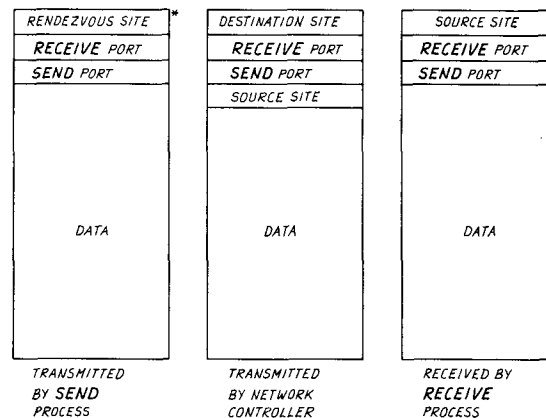 RENDEZVOUS SITE *
RECEIVE PORT
SEND PORT
DATA
TRANSMITTED
BY SEND
PROCESS
DESTINATION SITE
RECEIVE PORT
SEND PORT
SOURCE SITE
DATA
TRANSMITTED
BY NETWORK
CONTROLLER
SOURCE SITE
RECEIVE PORT
SEND PORT
DATA
RECEIVED BY
RECEIVE
PROCESS